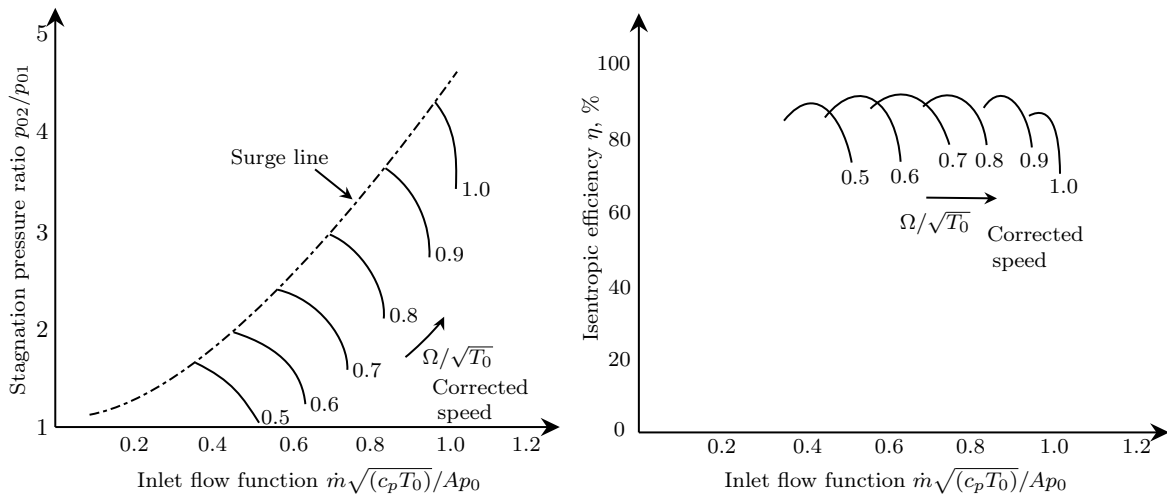 Stagnation pressure ratio p₀₂/p₀₁
5
4
3
2
1
Surge line
1.0
0.9
0.8
0.7
0.6
0.5
Ω/√T₀
Corrected
speed
0.2 0.4 0.6 0.8 1.0 1.2
Inlet flow function ṁ√(c_pT₀)/Ap₀
Isentropic efficiency η, %
100
80
60
40
20
0
0.5 0.6 0.7 0.8 0.9 1.0
Ω/√T₀
Corrected
speed
0.2 0.4 0.6 0.8 1.0 1.2
Inlet flow function ṁ√(c_pT₀)/Ap₀